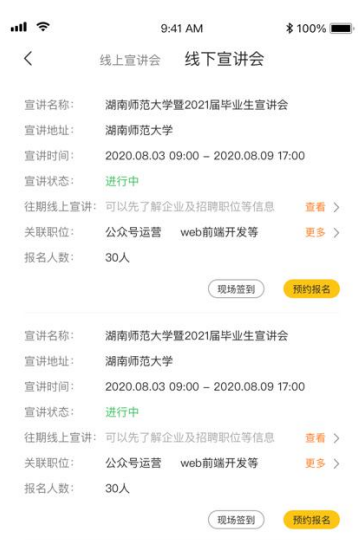 9:41 AM 100%
线上宣讲会 线下宣讲会
宣讲名称： 湖南师范大学暨2021届毕业生宣讲会
宣讲地址： 湖南师范大学
宣讲时间： 2020.08.03 09:00 – 2020.08.09 17:00
宣讲状态： 进行中
往期线上宣讲： 可以先了解企业及招聘职位等信息 查看
关联职位： 公众号运营 web前端开发等 更多
报名人数： 30人
现场签到 预约报名
宣讲名称： 湖南师范大学暨2021届毕业生宣讲会
宣讲地址： 湖南师范大学
宣讲时间： 2020.08.03 09:00 – 2020.08.09 17:00
宣讲状态： 进行中
往期线上宣讲： 可以先了解企业及招聘职位等信息 查看
关联职位： 公众号运营 web前端开发等 更多
报名人数： 30人
现场签到 预约报名